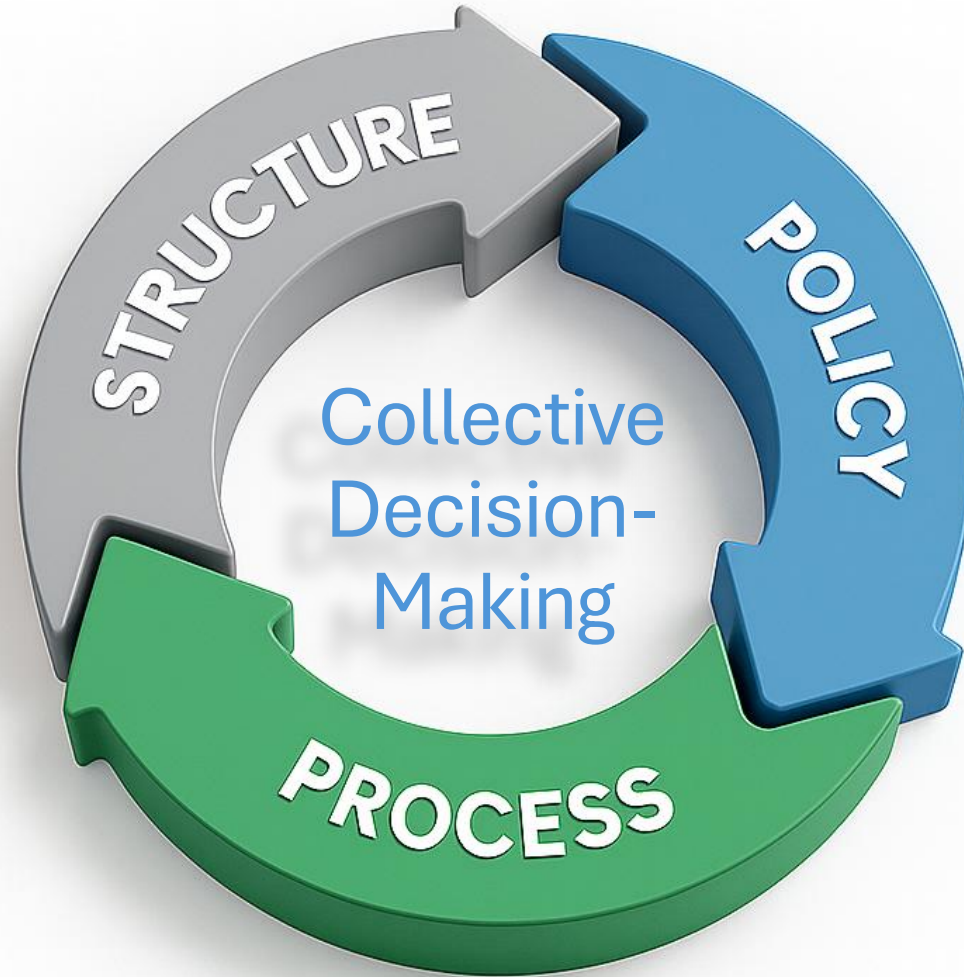 STRUCTURE
POLICY
Collective
Decision-
Making
PROCESS